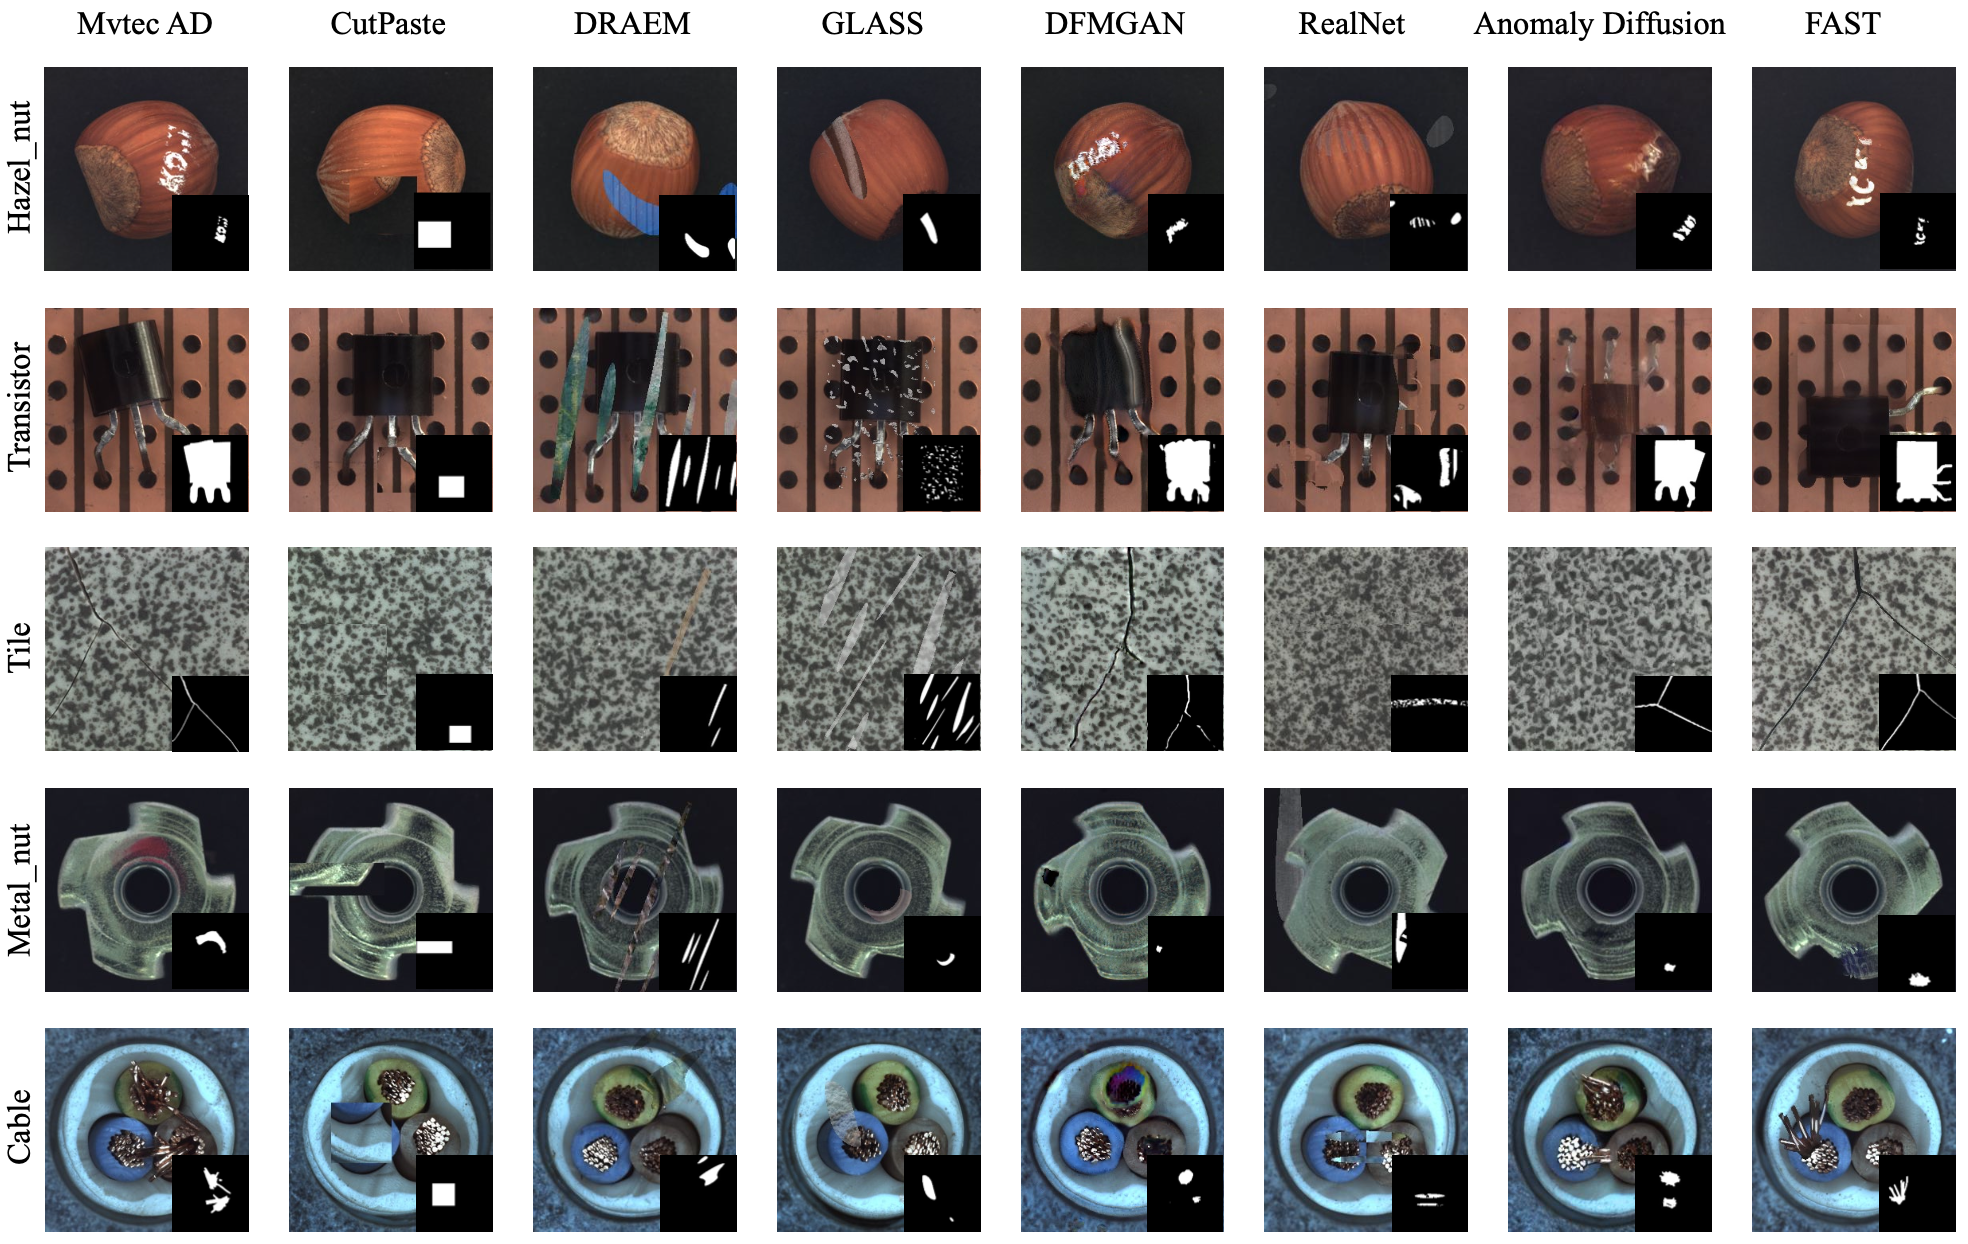 Mvtec AD CutPaste DRAEM GLASS DFMGAN RealNet Anomaly Diffusion FAST
Hazel_nut
Transistor
Tile
Metal_nut
Cable